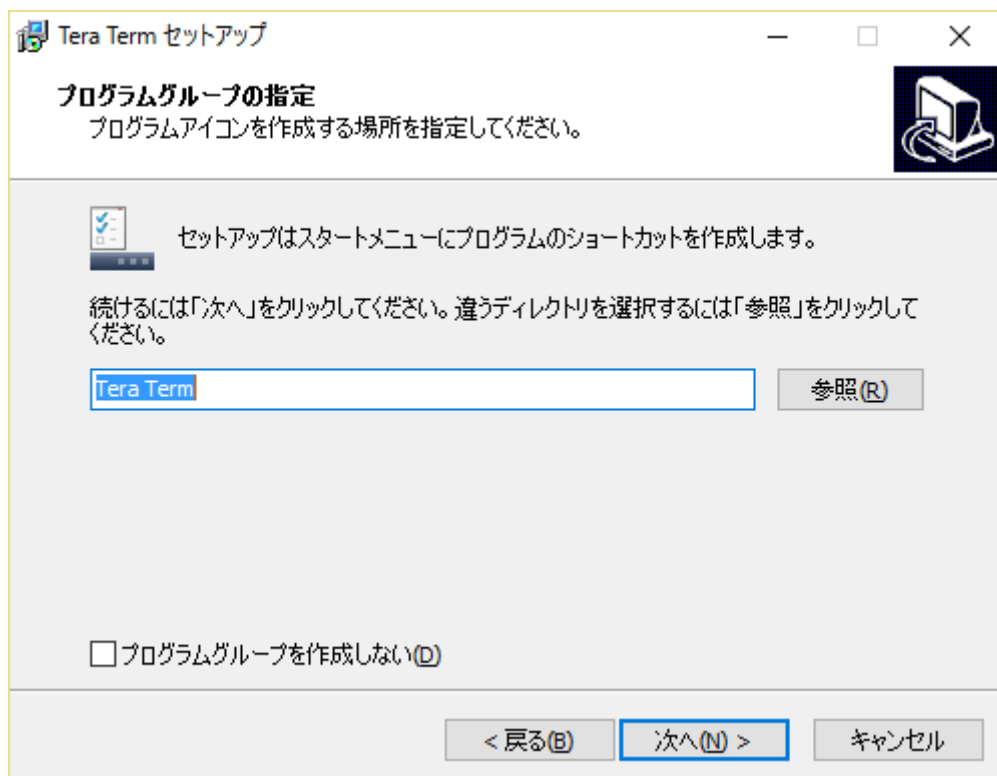 Tera Term セットアップ
プログラムグループの指定
プログラムアイコンを作成する場所を指定してください。
セットアップはスタートメニューにプログラムのショートカットを作成します。
続けるには「次へ」をクリックしてください。違うディレクトリを選択するには「参照」をクリックして
ください。
Tera Term
参照(R)
プログラムグループを作成しない(D)
< 戻る(B)
次へ(N) >
キャンセル